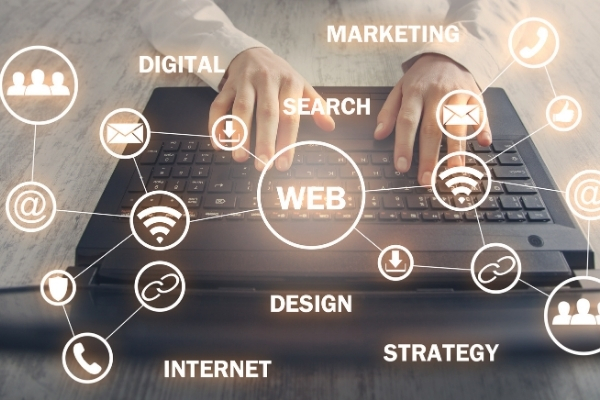 MARKETING
DIGITAL
SEARCH
WEB
DESIGN
STRATEGY
INTERNET